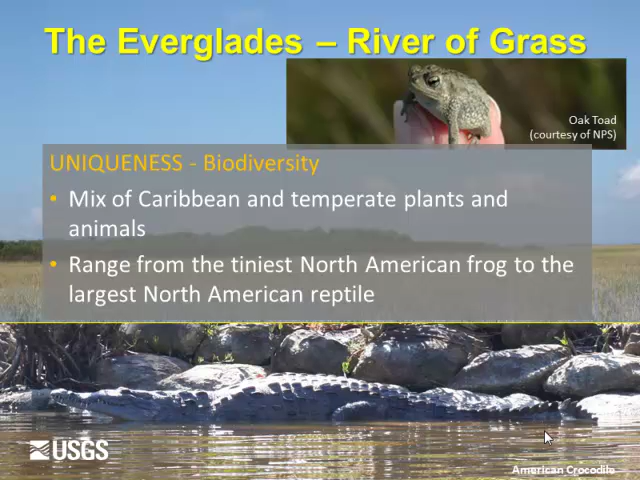 The Everglades – River of Grass
Oak Toad
(courtesy of NPS)
UNIQUENESS - Biodiversity
• Mix of Caribbean and temperate plants and
animals
• Range from the tiniest North American frog to the
largest North American reptile
USGS
American Crocodile